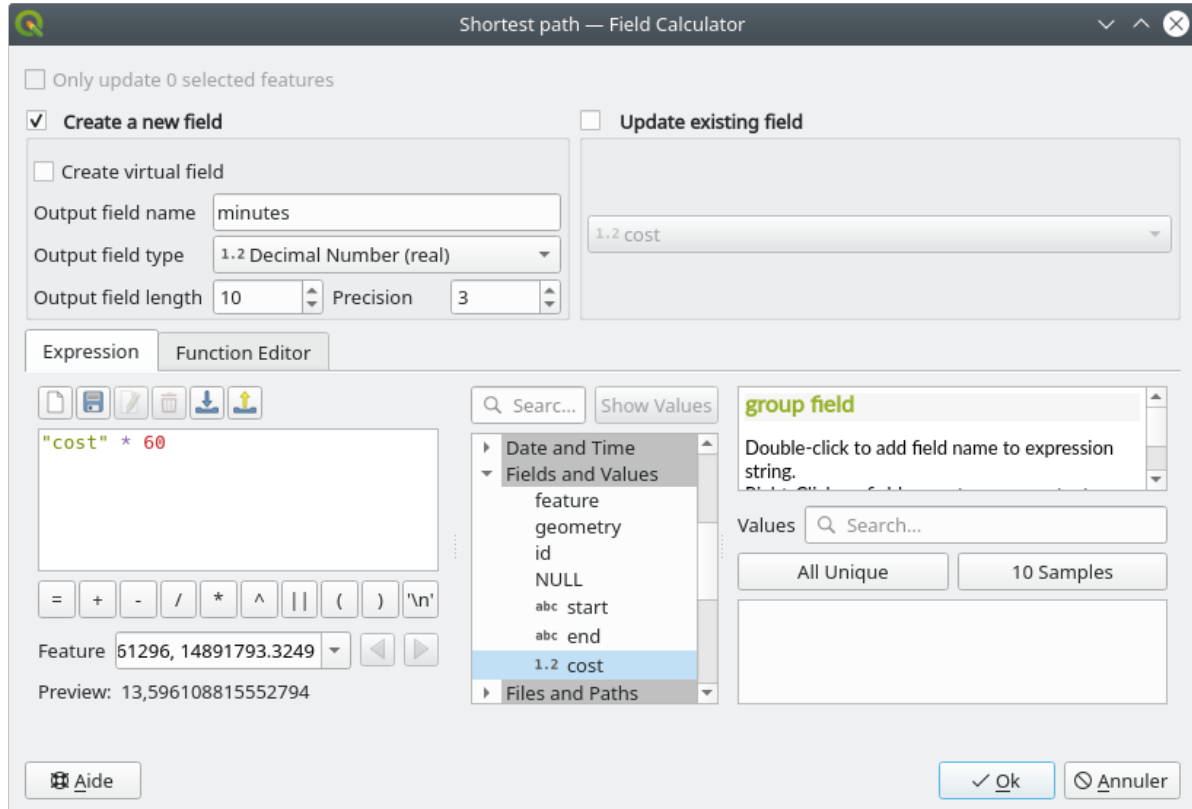 Shortest path — Field Calculator
Only update 0 selected features
Create a new field
Update existing field
Create virtual field
Output field name minutes
1.2 cost
Output field type 1.2 Decimal Number (real)
Output field length 10 Precision 3
Expression Function Editor
Searc... Show Values
group field
"cost" * 60
Date and Time
Double-click to add field name to expression
string.
Fields and Values
feature
geometry
id
NULL
abc start
abc end
1.2 cost
Files and Paths
Values Search...
All Unique 10 Samples
= + - / * ^ || ( ) '\n'
Feature 61296, 14891793.3249
Preview: 13,596108815552794
Aide
Ok
Annuler